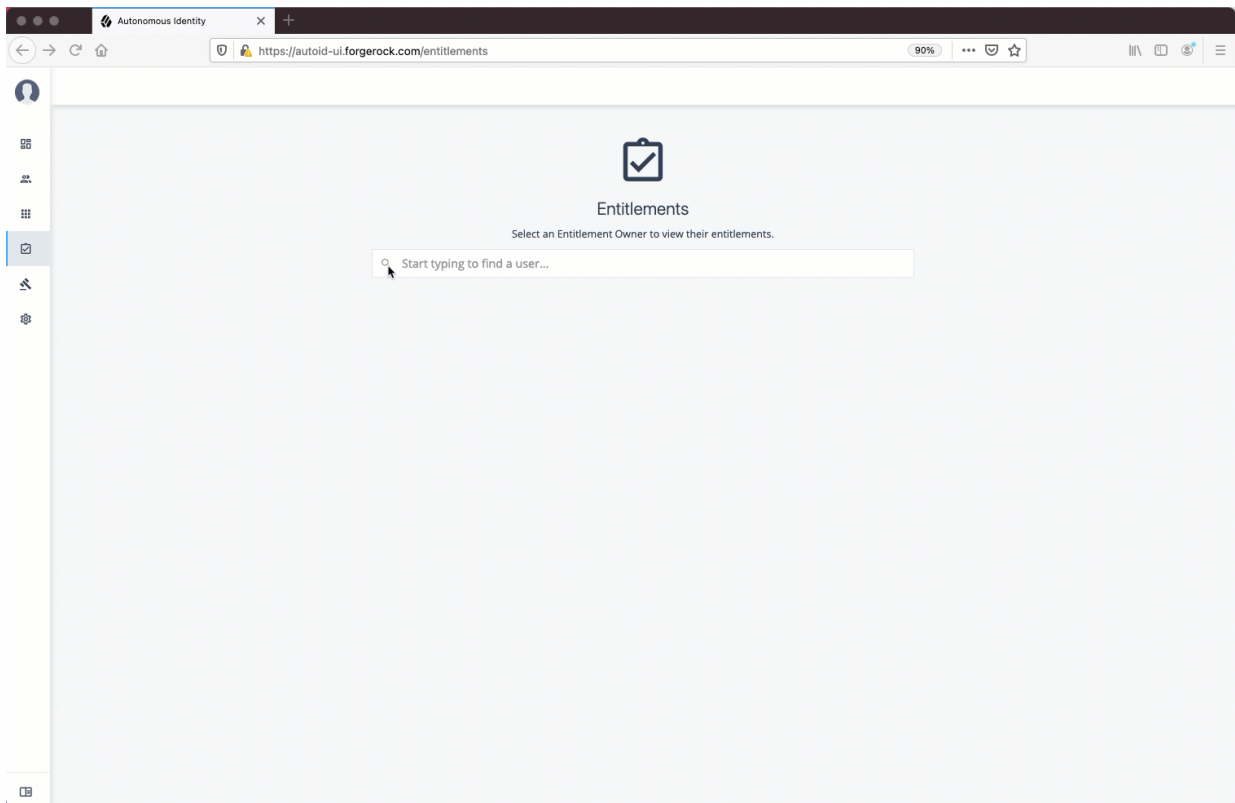 Autonomous Identity
https://autoid-ui.forgerock.com/entitlements
90%
Entitlements
Select an Entitlement Owner to view their entitlements.
Start typing to find a user...